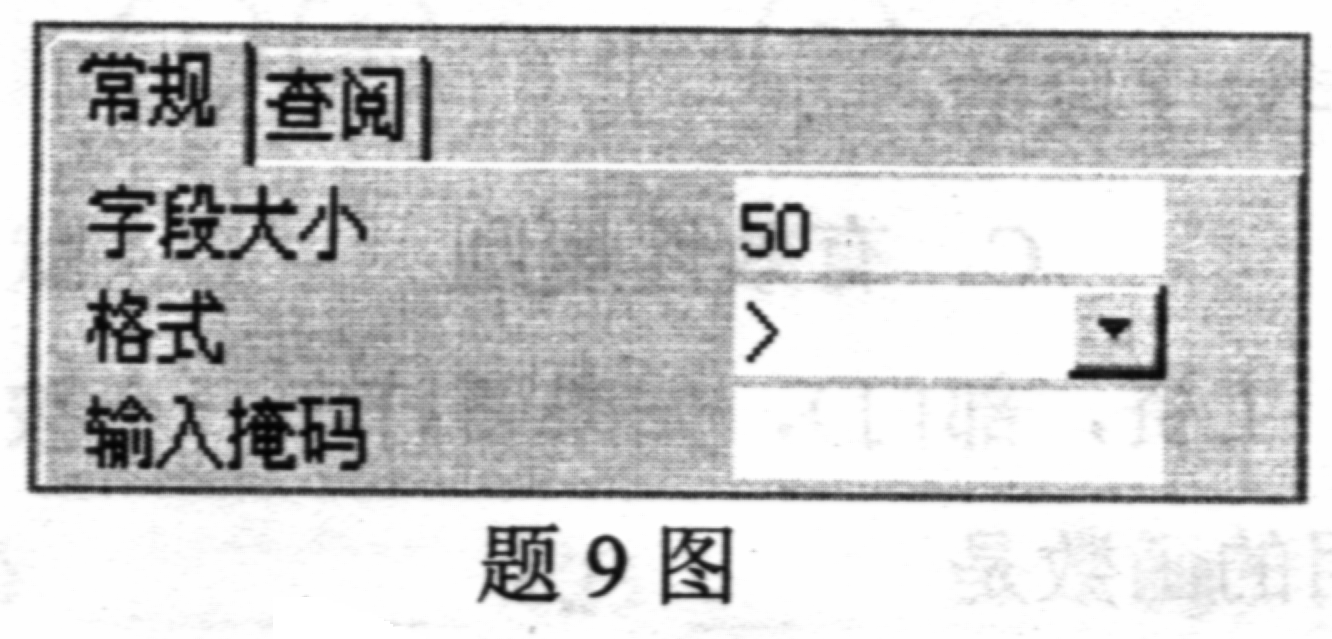 常规 查阅
字段大小 50
格式 >
输入掩码
题9图